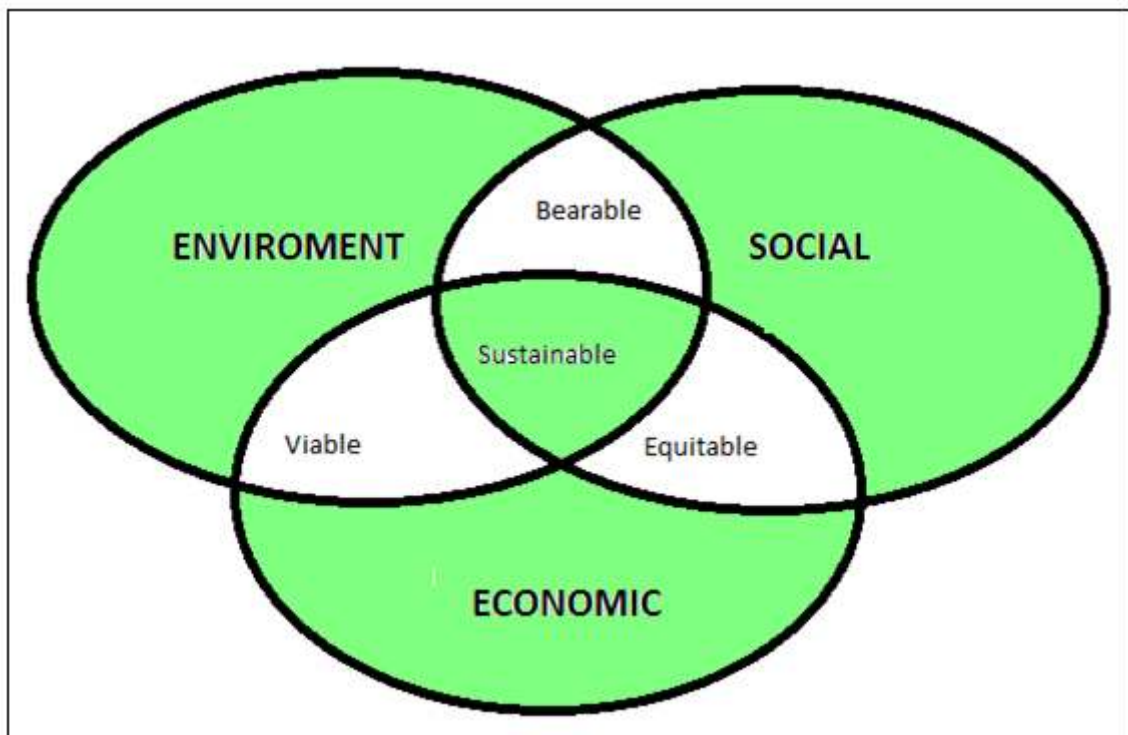 Bearable
ENVIROMENT
SOCIAL
Sustainable
Viable
Equitable
ECONOMIC